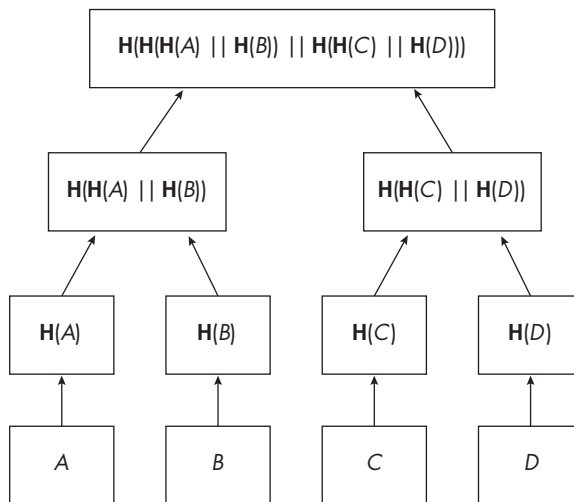 H(H(H(A) || H(B)) || H(H(C) || H(D)))
H(H(A) || H(B))
H(H(C) || H(D))
H(A)
H(B)
H(C)
H(D)
A
B
C
D